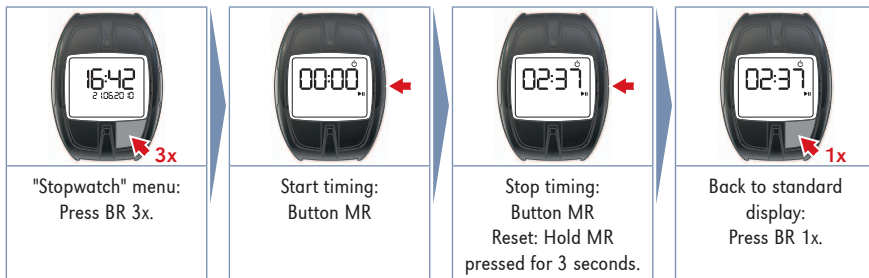 16:42
21.06.2010
3x
"Stopwatch" menu:
Press BR 3x.
00:00
Start timing:
Button MR
02:37
Stop timing:
Button MR
Reset: Hold MR
pressed for 3 seconds.
02:37
1x
Back to standard
display:
Press BR 1x.